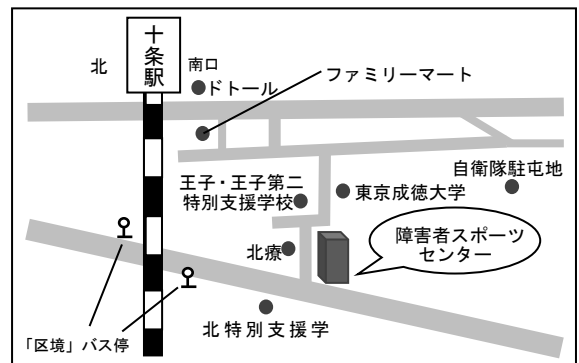 十条駅
北
南口
ドトール
ファミリーマート
王子・王子第二
特別支援学校
東京成徳大学
自衛隊駐屯地
北療
障害者スポーツ
センター
「区境」バス停
北特別支援学